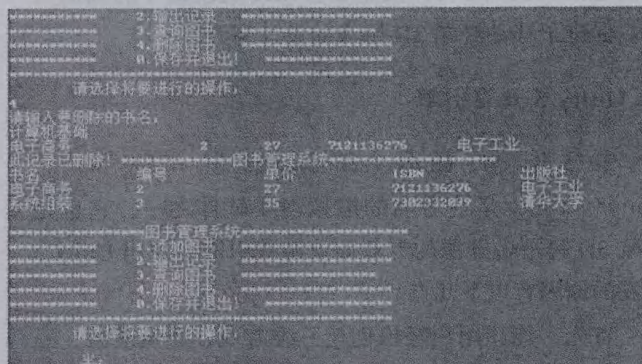 ****************** 2.输出记录 ******************
****************** 3.查询图书 ******************
****************** 4.删除图书 ******************
****************** 0.保存并退出! ******************
请选择将要进行的操作,
4
请输入要删除的书名,
计算机基础
电子商务 2 27 7121136276 电子工业
此记录已删除! ******************图书管理系统******************
书名 编号 单价 ISBN 出版社
电子商务 2 27 7121136276 电子工业
系统组装 3 35 7302332039 清华大学
******************图书管理系统******************
****************** 1.添加图书 ******************
****************** 2.输出记录 ******************
****************** 3.查询图书 ******************
****************** 4.删除图书 ******************
****************** 0.保存并退出! ******************
请选择将要进行的操作,
半: